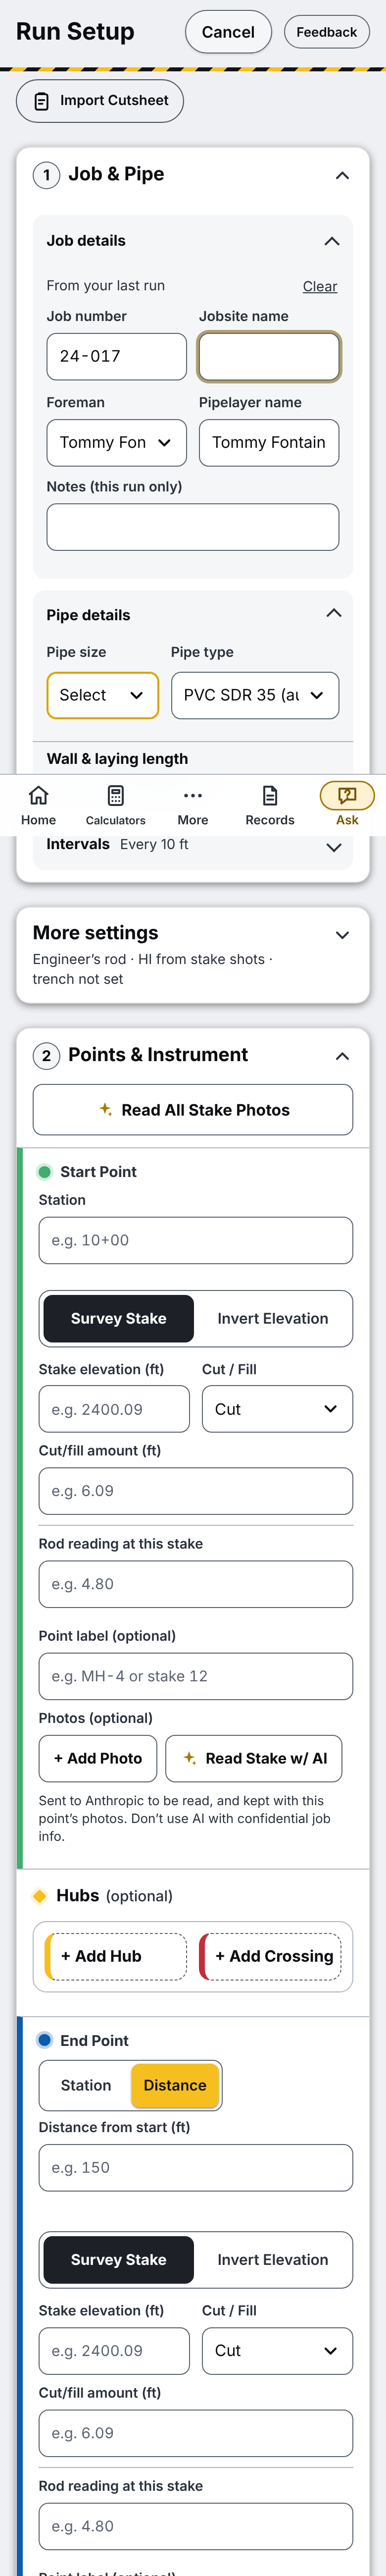 Run Setup
Cancel
Feedback
Import Cutsheet
1 Job & Pipe
Job details
From your last run
Clear
Job number
Jobsite name
24-017
Foreman
Pipelayer name
Tommy Fon
Tommy Fontain
Notes (this run only)
Pipe details
Pipe size
Pipe type
Select
PVC SDR 35 (au
Wall & laying length
Home
Calculators
More
Records
Ask
Intervals Every 10 ft
More settings
Engineer's rod · HI from stake shots ·
trench not set
2 Points & Instrument
Read All Stake Photos
Start Point
Station
e.g. 10+00
Survey Stake
Invert Elevation
Stake elevation (ft)
Cut / Fill
e.g. 2400.09
Cut
Cut/fill amount (ft)
e.g. 6.09
Rod reading at this stake
e.g. 4.80
Point label (optional)
e.g. MH-4 or stake 12
Photos (optional)
+ Add Photo
Read Stake w/ AI
Sent to Anthropic to be read, and kept with this
point's photos. Don't use AI with confidential job
info.
Hubs (optional)
+ Add Hub
+ Add Crossing
End Point
Station
Distance
Distance from start (ft)
e.g. 150
Survey Stake
Invert Elevation
Stake elevation (ft)
Cut / Fill
e.g. 2400.09
Cut
Cut/fill amount (ft)
e.g. 6.09
Rod reading at this stake
e.g. 4.80